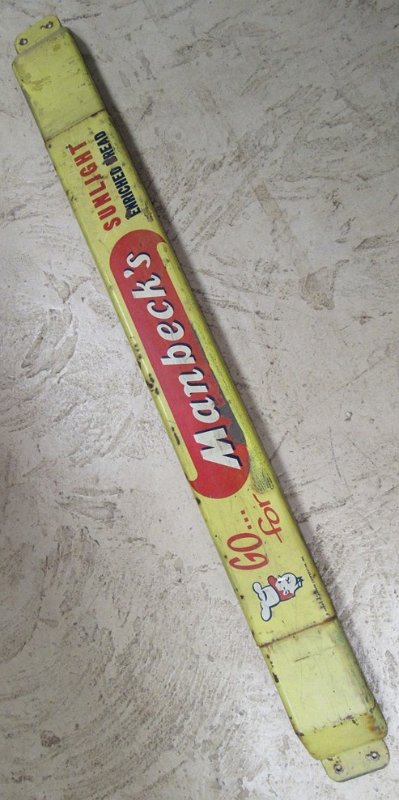 GO...
for
Manbeck's
SUNLIGHT
ENRICHED BREAD